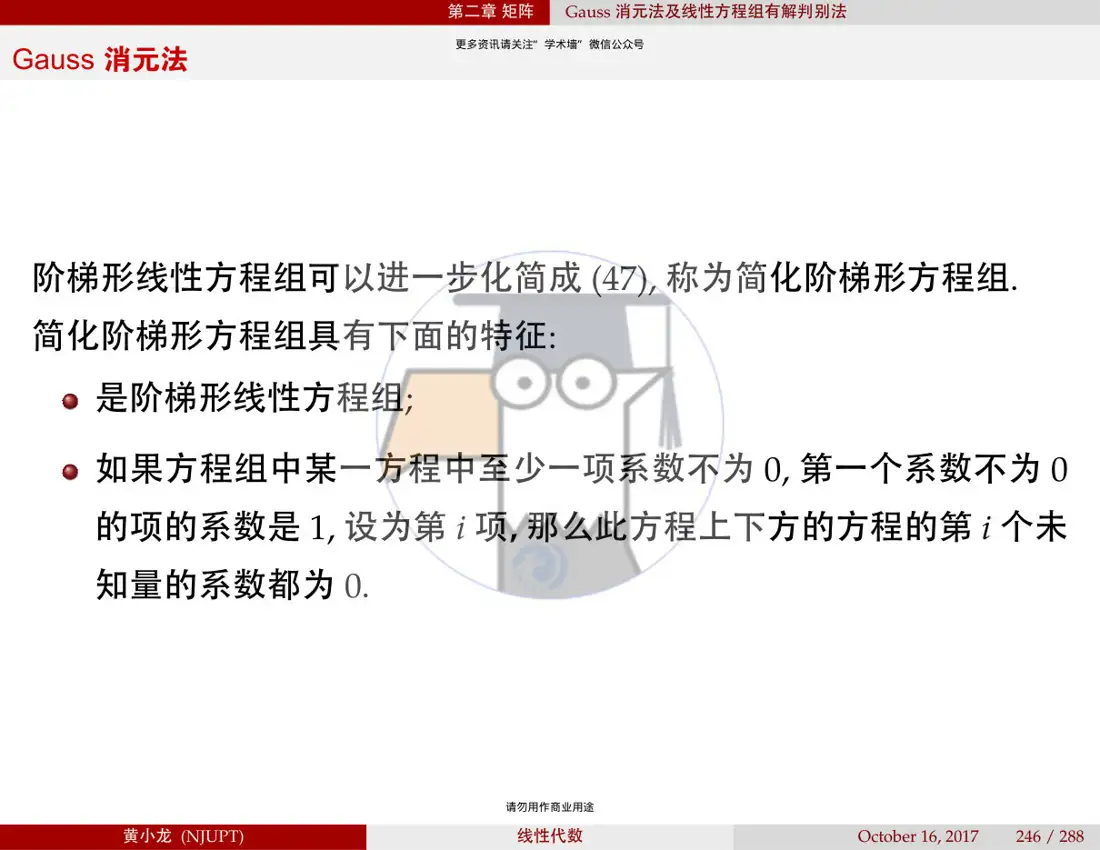 第二章 矩阵 Gauss 消元法及线性方程组有解判别法
更多资讯请关注“学术墙”微信公众号
Gauss 消元法
阶梯形线性方程组可以进一步化简成 (47), 称为简化阶梯形方程组.
简化阶梯形方程组具有下面的特征:
是阶梯形线性方程组;
如果方程组中某一方程中至少一项系数不为 0, 第一个系数不为 0
的项的系数是 1, 设为第 i 项, 那么此方程上下方的方程的第 i 个未
知量的系数都为 0.
请勿用作商业用途
黄小龙 (NJUPT) 线性代数 October 16, 2017 246 / 288